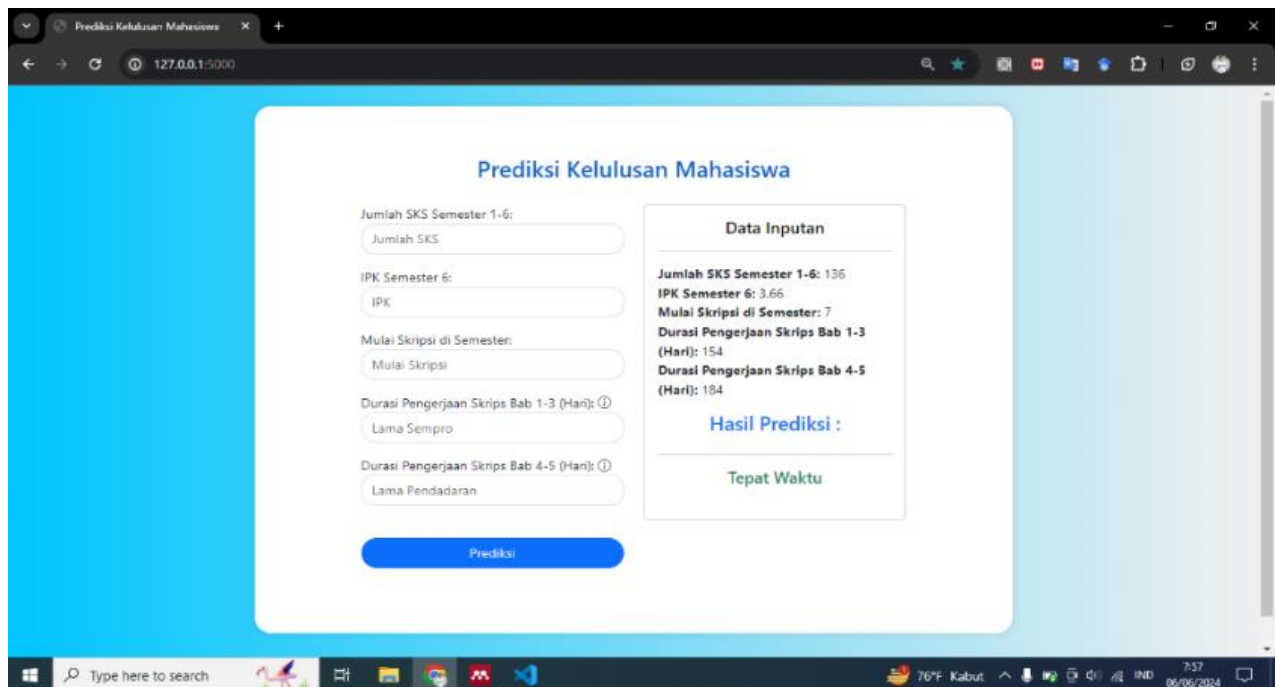 Prediksi Kelulusan Mahasiswa
127.0.0.1:5000
Prediksi Kelulusan Mahasiswa
Jumlah SKS Semester 1-6:
Jumlah SKS
IPK Semester 6:
IPK
Mulai Skripsi di Semester:
Mulai Skripsi
Durasi Pengerjaan Skrips Bab 1-3 (Hari):
Lama Sempro
Durasi Pengerjaan Skrips Bab 4-5 (Hari):
Lama Pendadaran
Prediksi
Data Inputan
Jumlah SKS Semester 1-6: 136
IPK Semester 6: 3.66
Mulai Skripsi di Semester: 7
Durasi Pengerjaan Skrips Bab 1-3
(Hari): 154
Durasi Pengerjaan Skrips Bab 4-5
(Hari): 184
Hasil Prediksi :
Tepat Waktu
Type here to search
76°F Kabut
IND
7:57
06/06/2024